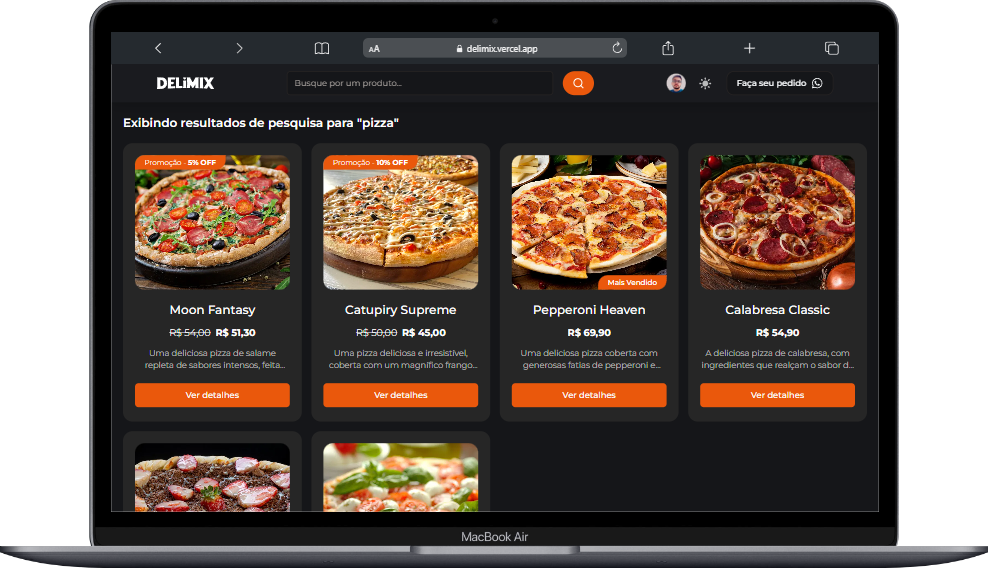 AA delimix.vercel.app
DELiMIX
Busque por um produto...
Faça seu pedido
Exibindo resultados de pesquisa para "pizza"
Promoção - 5% OFF
Moon Fantasy
R$ 54,00 R$ 51,30
Uma deliciosa pizza de salame
repleta de sabores intensos, feita...
Ver detalhes
Promoção - 10% OFF
Catupiry Supreme
R$ 50,00 R$ 45,00
Uma pizza deliciosa e irresistível,
coberta com um magnífico frango...
Ver detalhes
Mais Vendido
Pepperoni Heaven
R$ 69,90
Uma deliciosa pizza coberta com
generosas fatias de pepperoni e...
Ver detalhes
Calabresa Classic
R$ 54,90
A deliciosa pizza de calabresa, com
ingredientes que realçam o sabor d...
Ver detalhes
MacBook Air